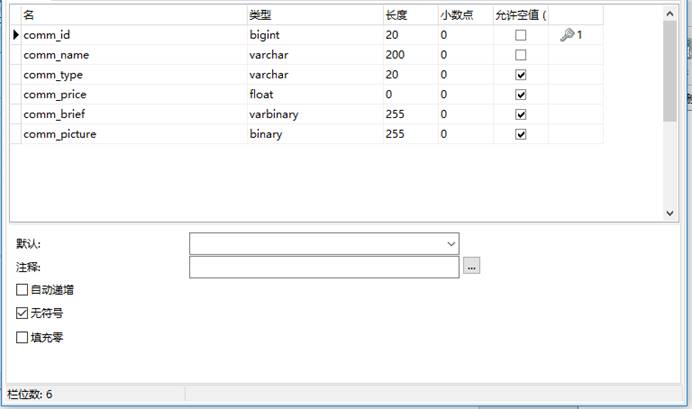 名 类型 长度 小数点 允许空值 (
comm_id bigint 20 0 1
comm_name varchar 200 0
comm_type varchar 20 0
comm_price float 0 0
comm_brief varbinary 255 0
comm_picture binary 255 0
默认:
注释:
...
自动递增
无符号
填充零
栏位数: 6